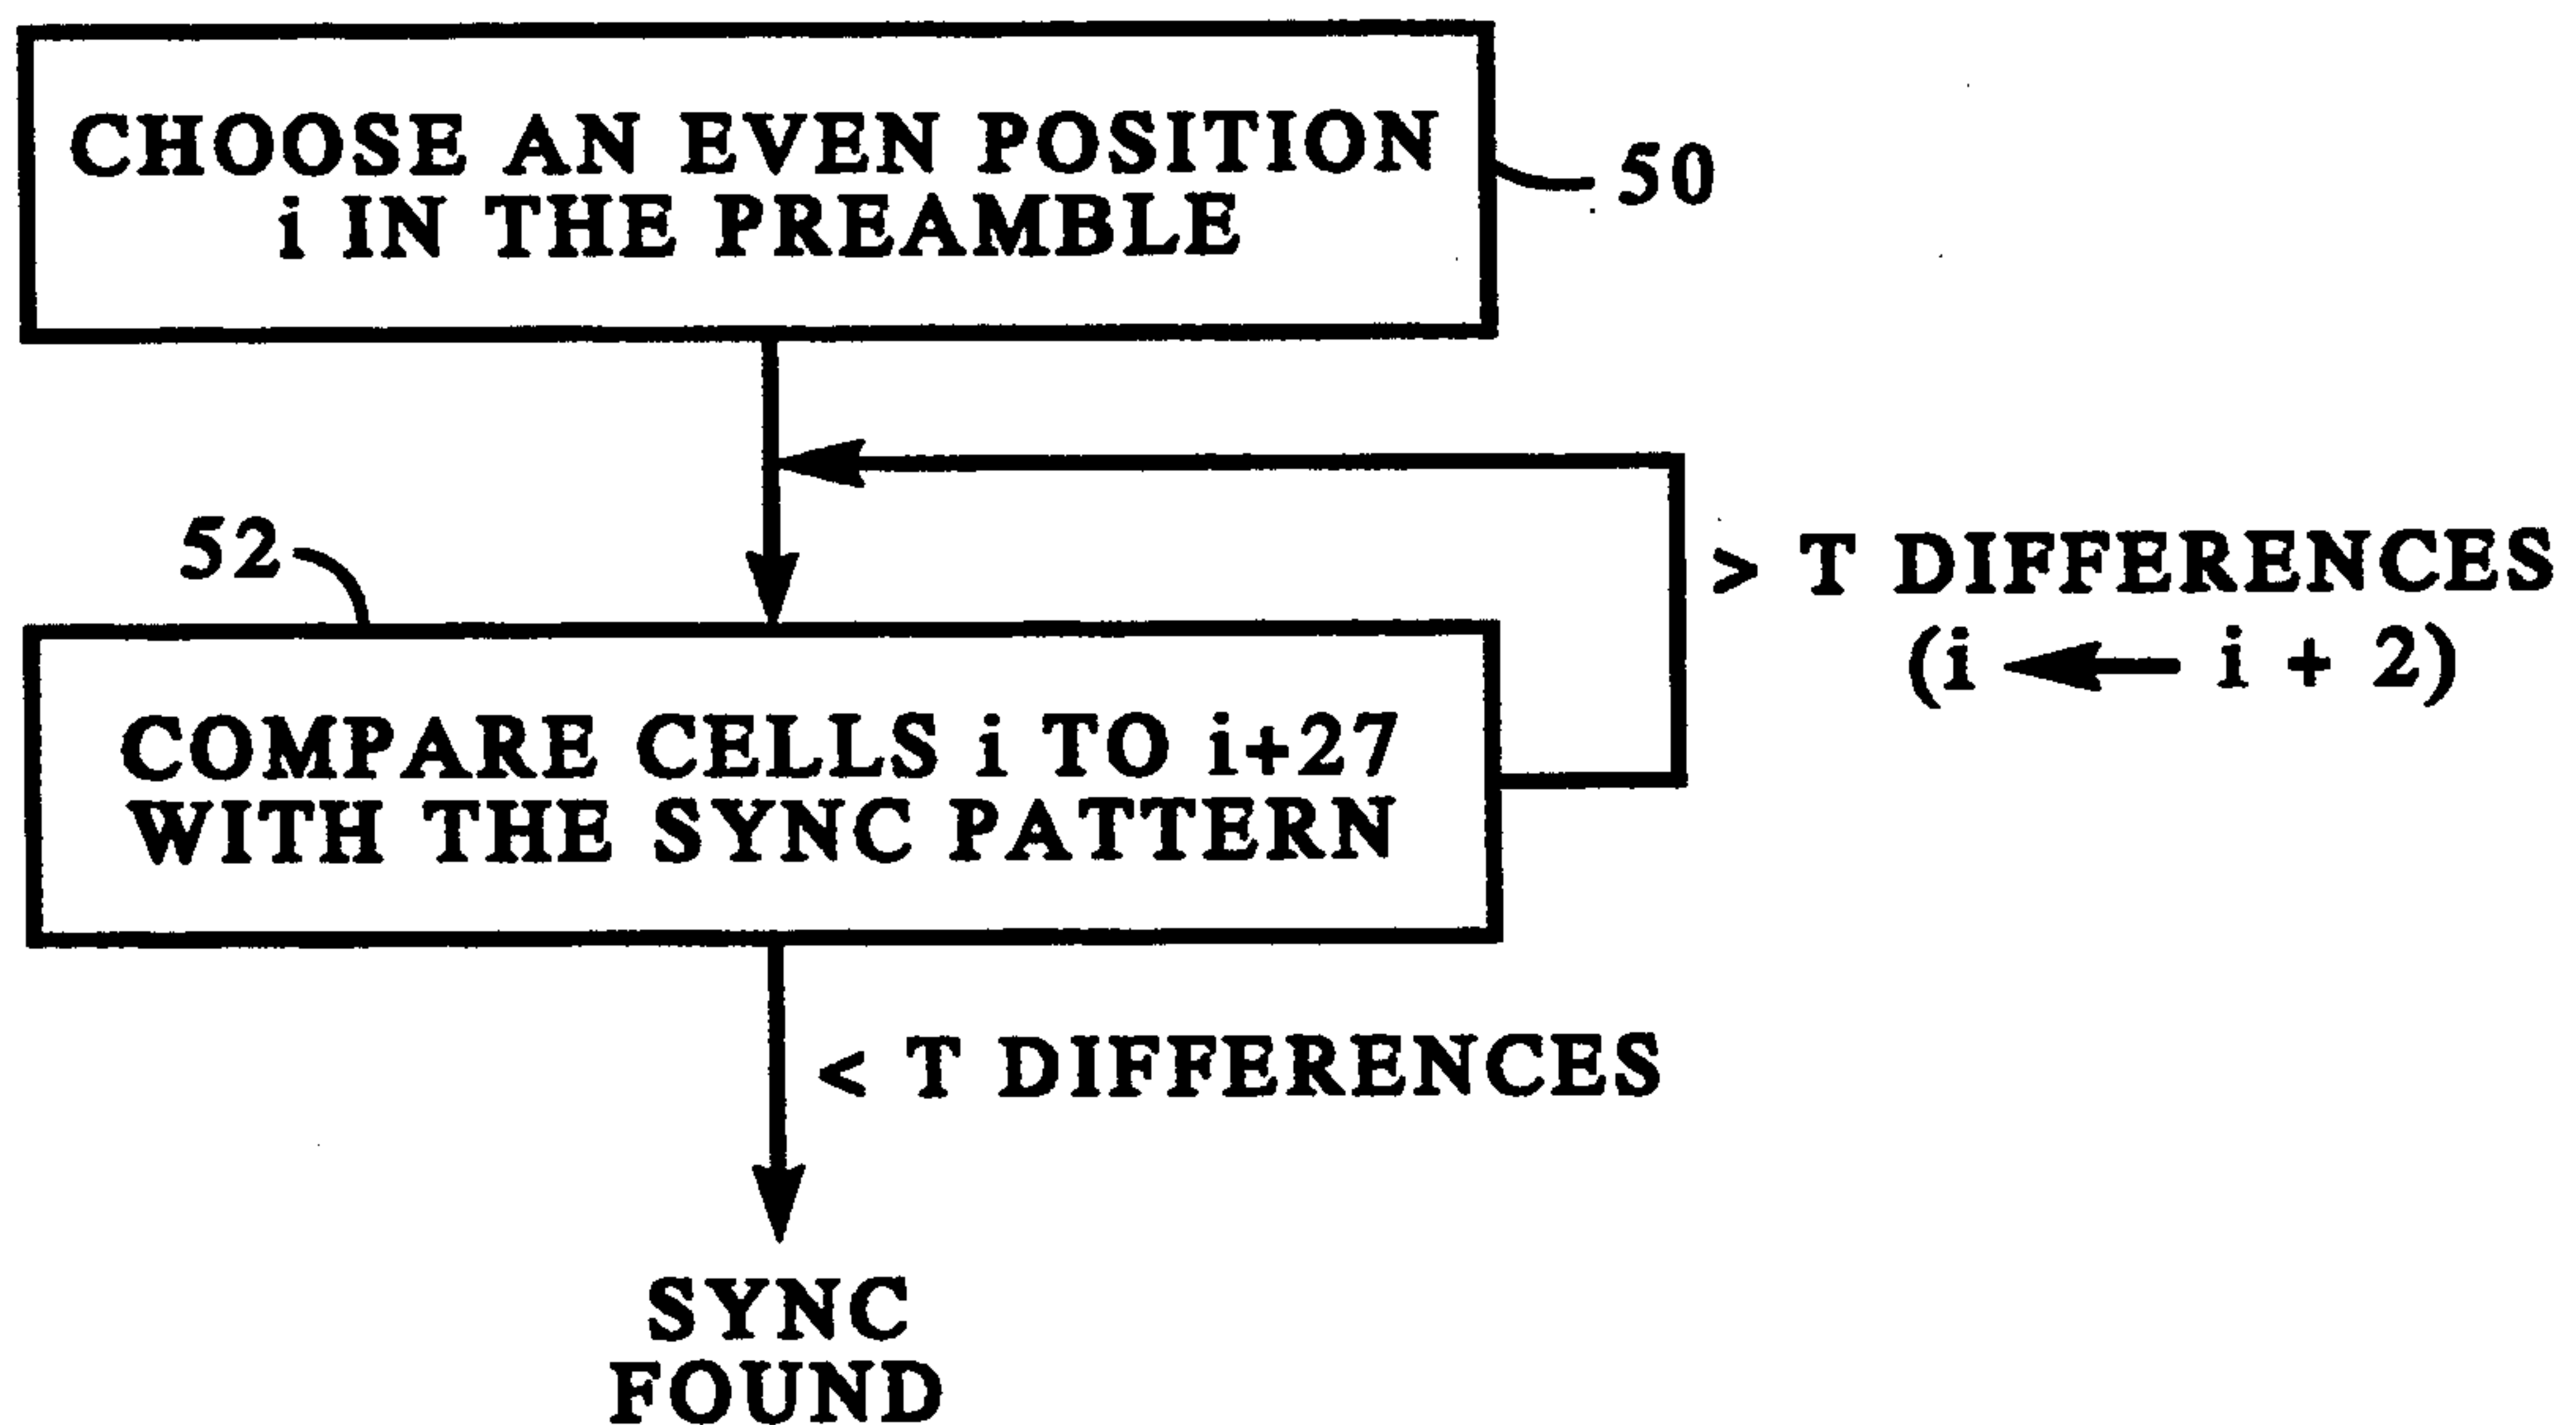 CHOOSE AN EVEN POSITION
i IN THE PREAMBLE
50
52
> T DIFFERENCES
(i ← i + 2)
COMPARE CELLS i TO i+27
WITH THE SYNC PATTERN
< T DIFFERENCES
SYNC
FOUND